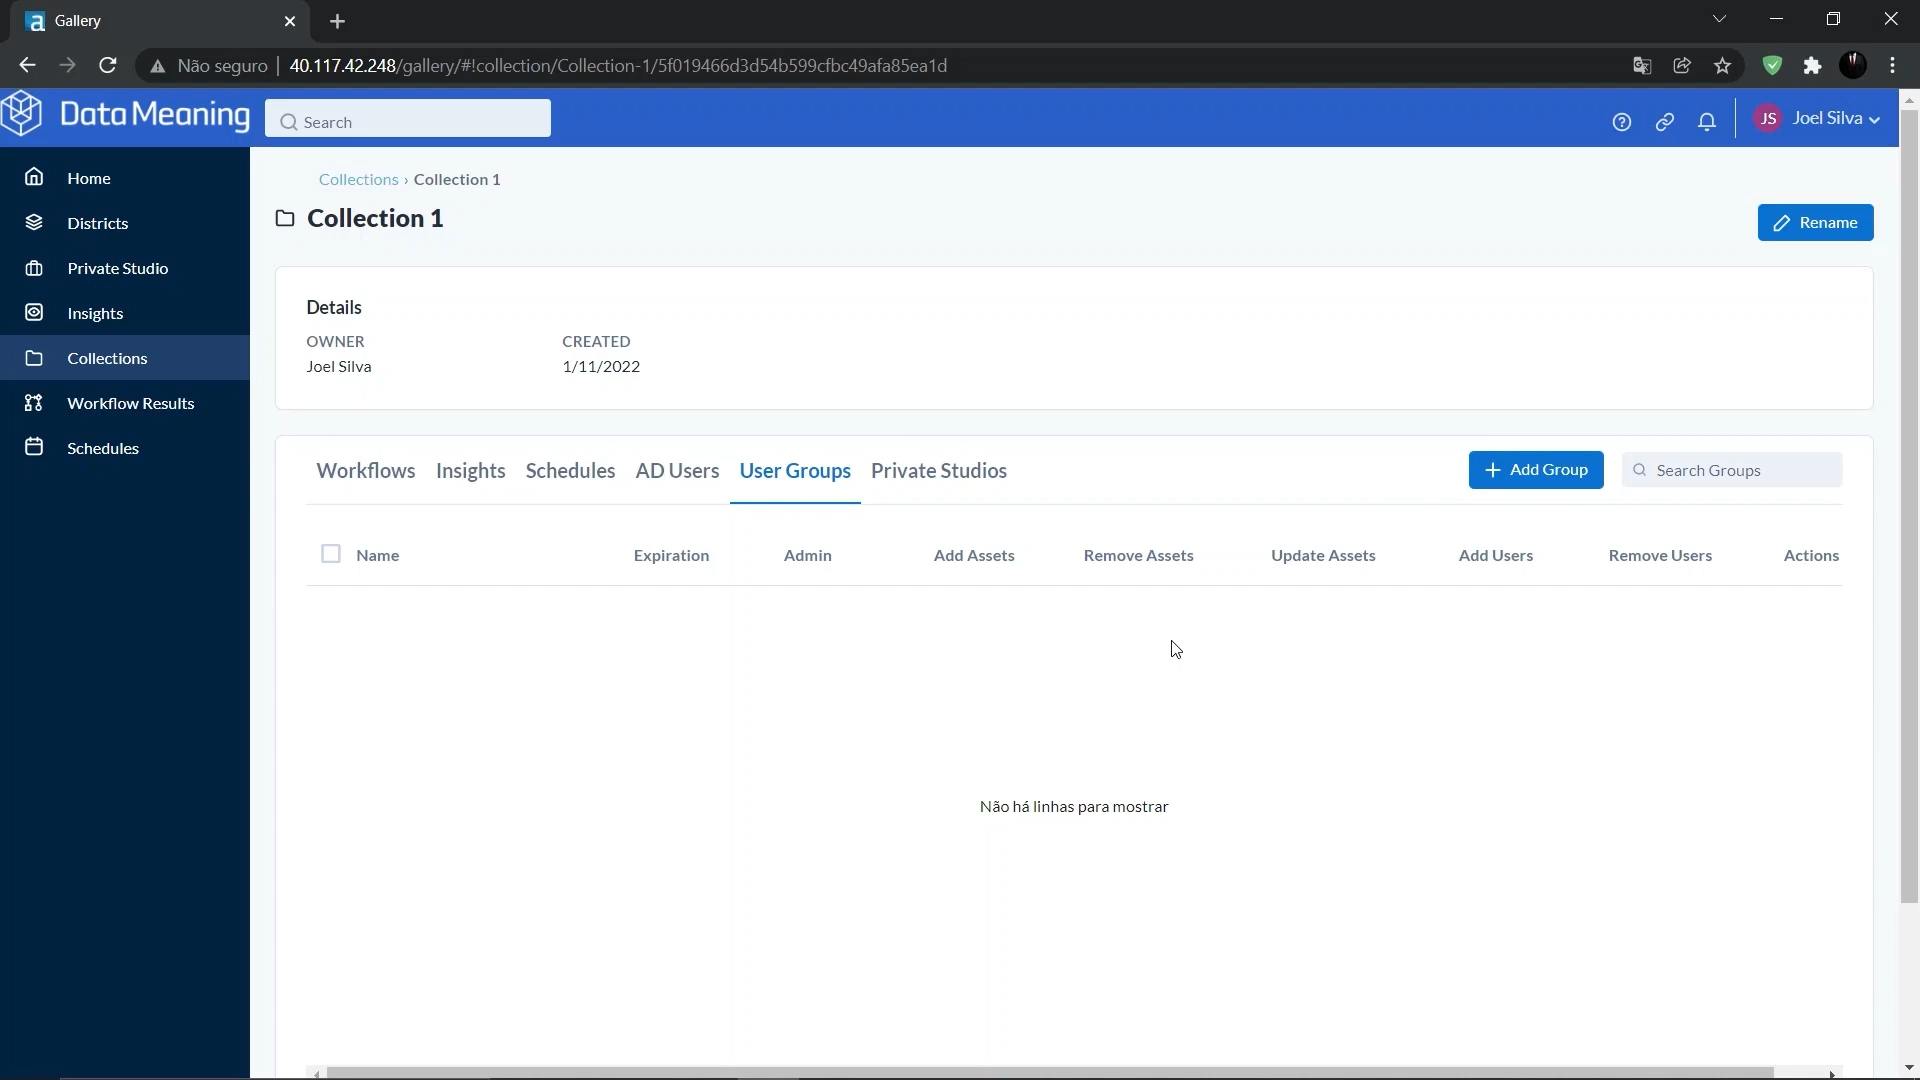 Gallery
Não seguro 40.117.42.248/gallery/#!collection/Collection-1/5f019466d3d54b599cfbc49afa85ea1d
Data Meaning
Search
JS Joel Silva
Home
Districts
Private Studio
Insights
Collections
Workflow Results
Schedules
Collections › Collection 1
Collection 1
Rename
Details
OWNER CREATED
Joel Silva 1/11/2022
Workflows Insights Schedules AD Users User Groups Private Studios + Add Group Search Groups
Name Expiration Admin Add Assets Remove Assets Update Assets Add Users Remove Users Actions
Não há linhas para mostrar